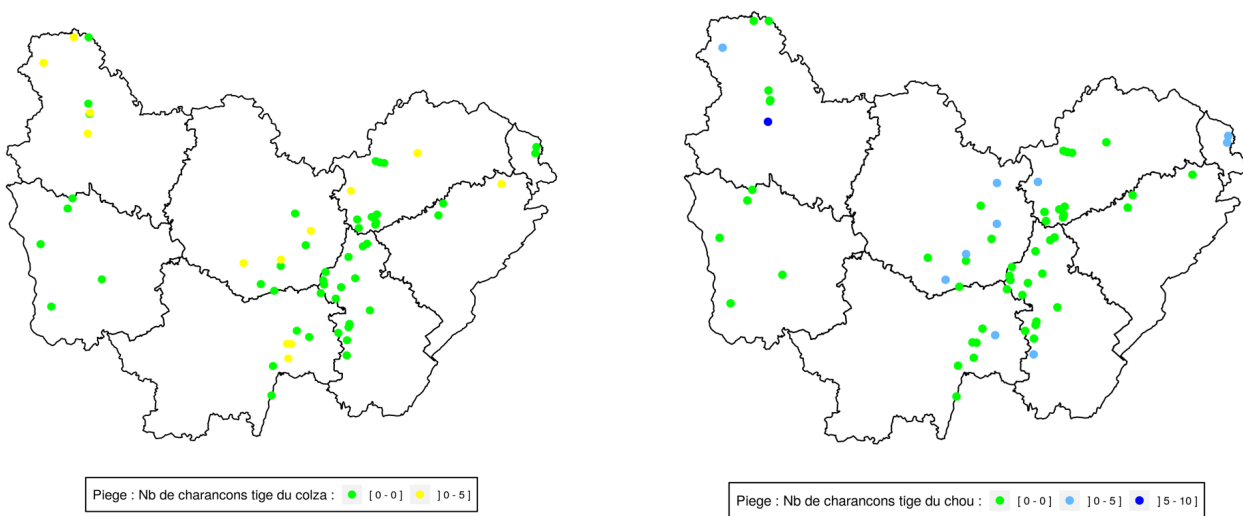 Piege : Nb de charancons tige du colza : [ 0 - 0 ] ] 0 - 5 ]
Piege : Nb de charancons tige du chou : [ 0 - 0 ] ] 0 - 5 ] ] 5 - 10 ]